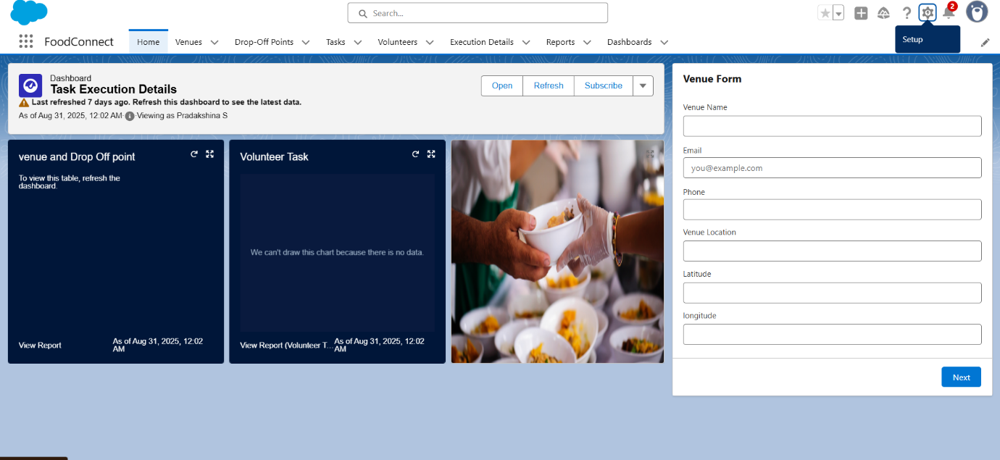 Search...
2
Setup
FoodConnect
Home
Venues
Drop-Off Points
Tasks
Volunteers
Execution Details
Reports
Dashboards
Dashboard
Task Execution Details
Last refreshed 7 days ago. Refresh this dashboard to see the latest data.
As of Aug 31, 2025, 12:02 AM·Viewing as Pradakshina S
Open
Refresh
Subscribe
venue and Drop Off point
To view this table, refresh the
dashboard.
View Report
As of Aug 31, 2025, 12:02
AM
Volunteer Task
We can't draw this chart because there is no data.
View Report (Volunteer T...
As of Aug 31, 2025, 12:02
AM
Venue Form
Venue Name
Email
you@example.com
Phone
Venue Location
Latitude
longitude
Next